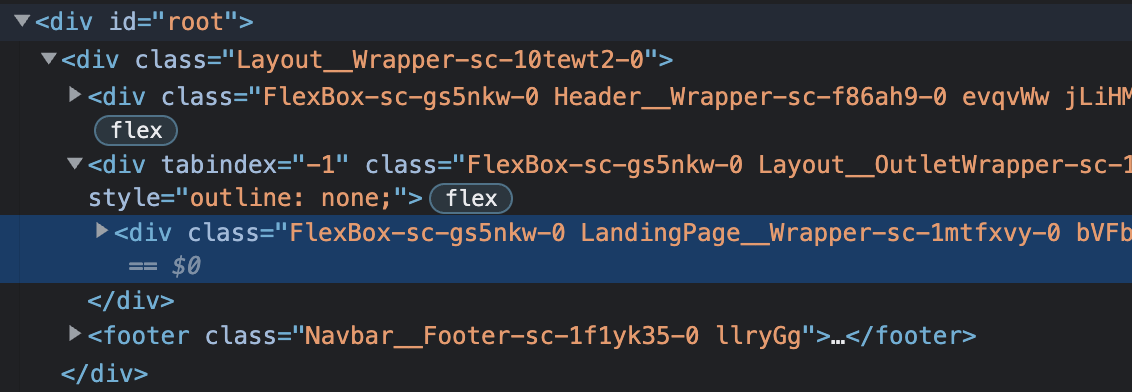 ▼<div id="root">
▼<div class="Layout__Wrapper-sc-10tewt2-0">
▶<div class="FlexBox-sc-gs5nkw-0 Header__Wrapper-sc-f86ah9-0 evqvWw jLiHM
flex
▼<div tabindex="-1" class="FlexBox-sc-gs5nkw-0 Layout__OutletWrapper-sc-1
style="outline: none;"> flex
▶<div class="FlexBox-sc-gs5nkw-0 LandingPage__Wrapper-sc-1mtfxvy-0 bVFb
== $0
</div>
▶<footer class="Navbar__Footer-sc-1f1yk35-0 llryGg">…</footer>
</div>